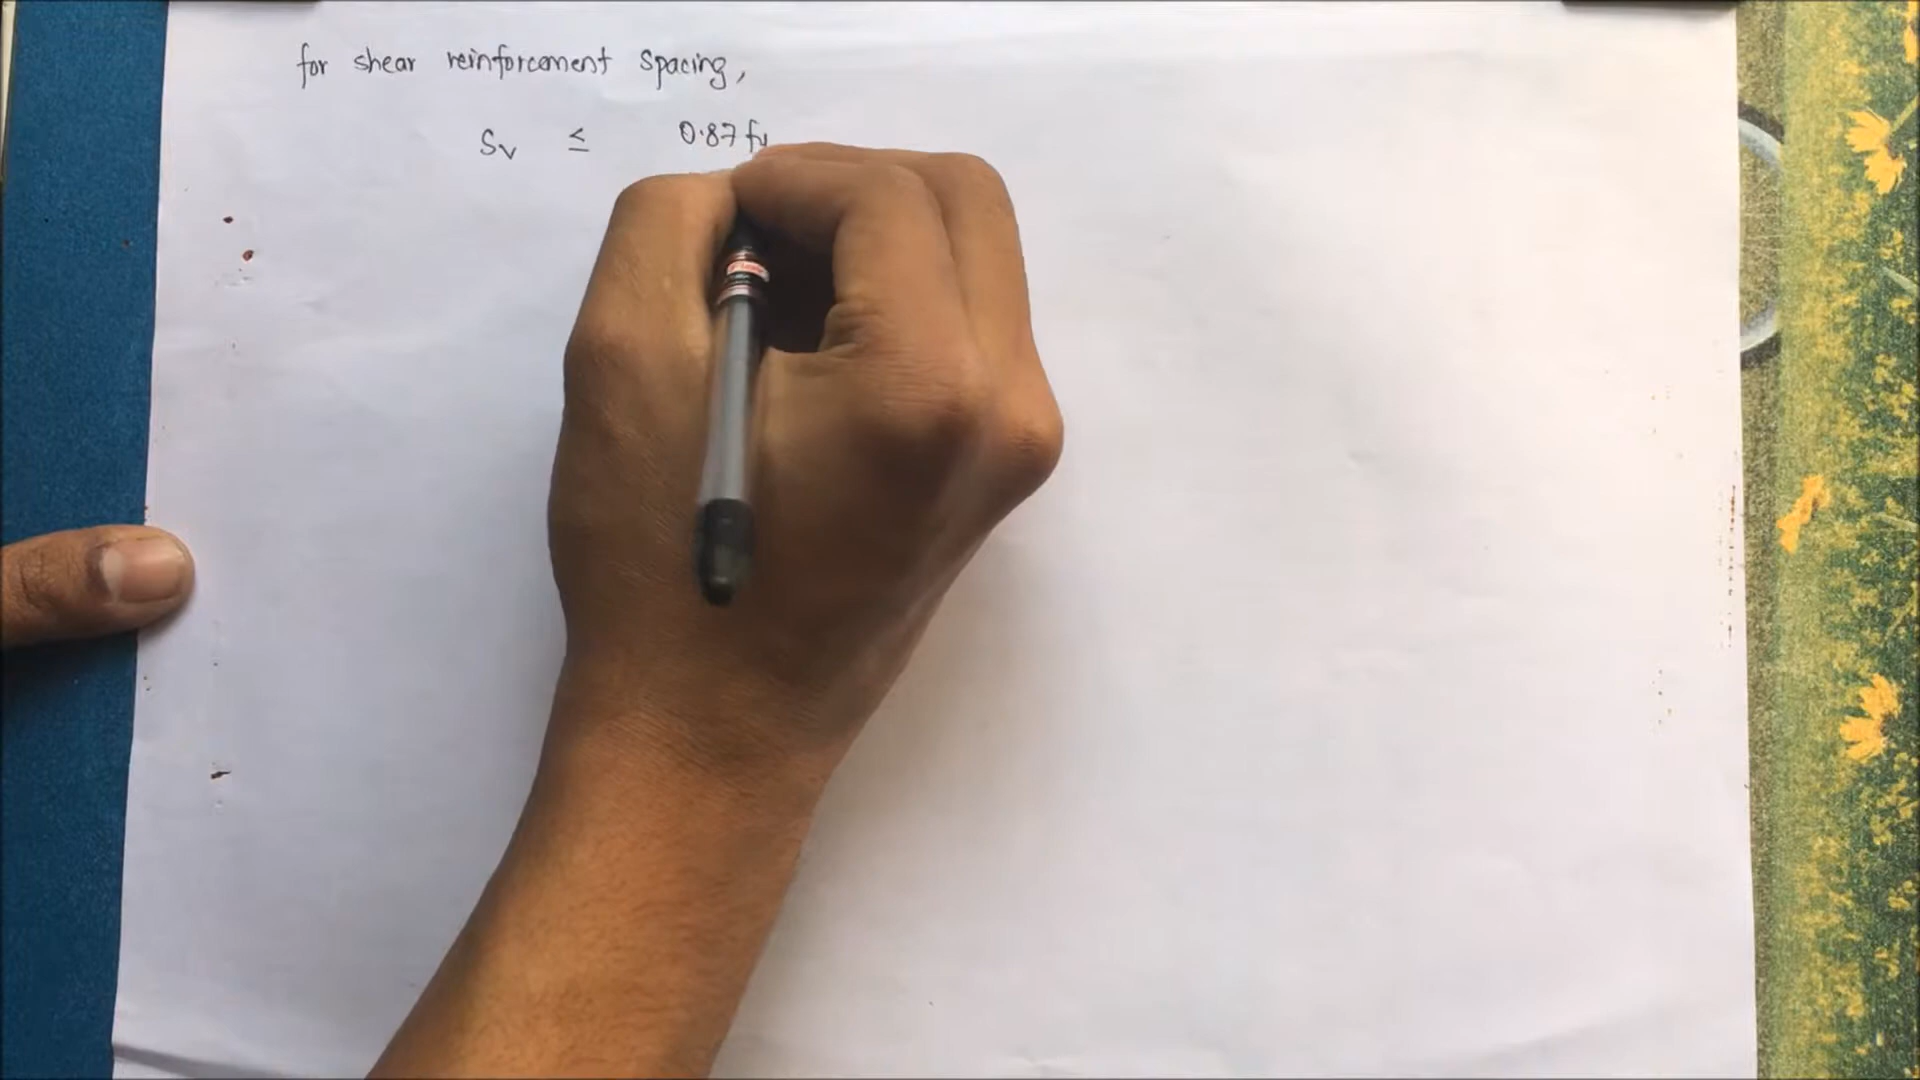 for shear reinforcement spacing,
Sv ≤ 0.87 fy